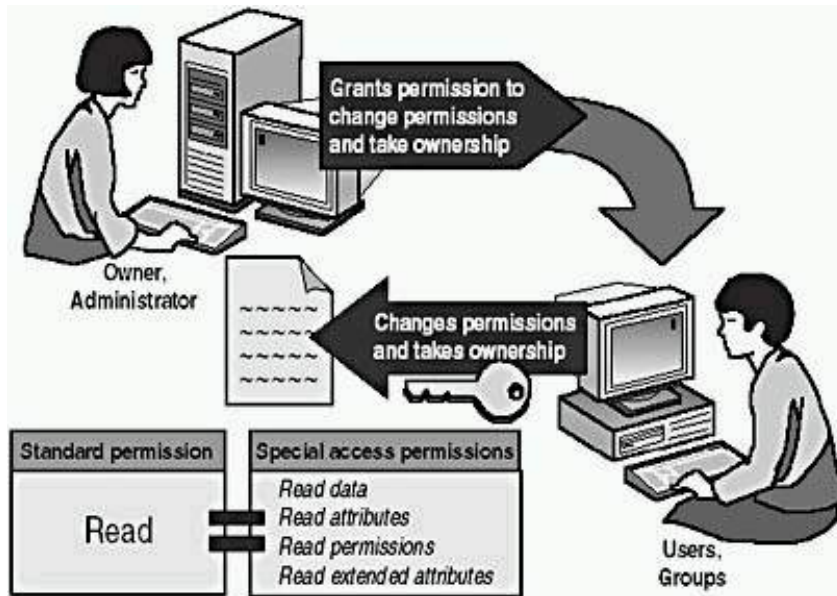 Grants permission to
change permissions
and take ownership
Owner,
Administrator
Changes permissions
and takes ownership
Users,
Groups
Standard permission
Read
Special access permissions
Read data
Read attributes
Read permissions
Read extended attributes